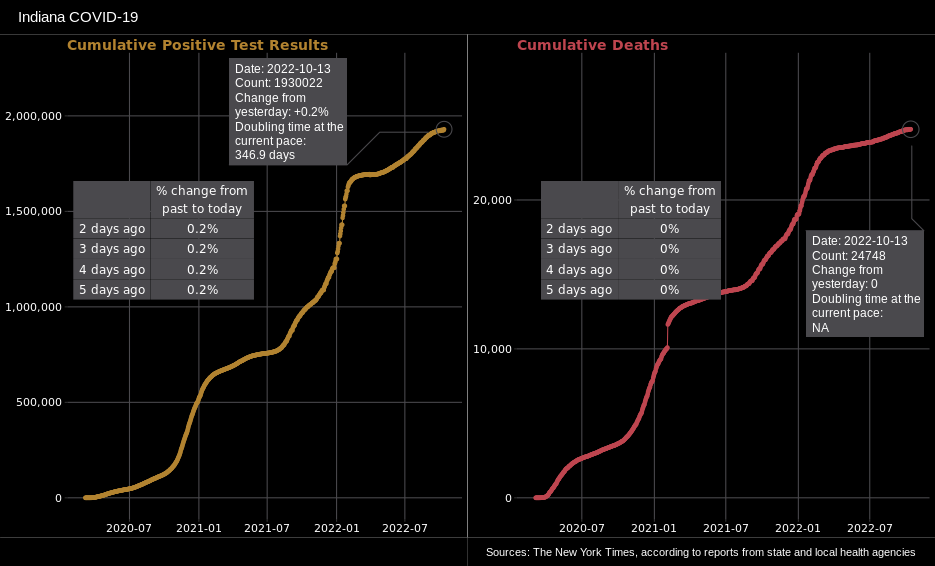 Indiana COVID-19
Cumulative Positive Test Results
Date: 2022-10-13
Count: 1930022
Change from
yesterday: +0.2%
Doubling time at the
current pace:
346.9 days
2,000,000
1,500,000
1,000,000
500,000
0
% change from
past to today
2 days ago 0.2%
3 days ago 0.2%
4 days ago 0.2%
5 days ago 0.2%
2020-07 2021-01 2021-07 2022-01 2022-07
Cumulative Deaths
20,000
10,000
0
% change from
past to today
2 days ago 0%
3 days ago 0%
4 days ago 0%
5 days ago 0%
Date: 2022-10-13
Count: 24748
Change from
yesterday: 0
Doubling time at the
current pace:
NA
2020-07 2021-01 2021-07 2022-01 2022-07
Sources: The New York Times, according to reports from state and local health agencies